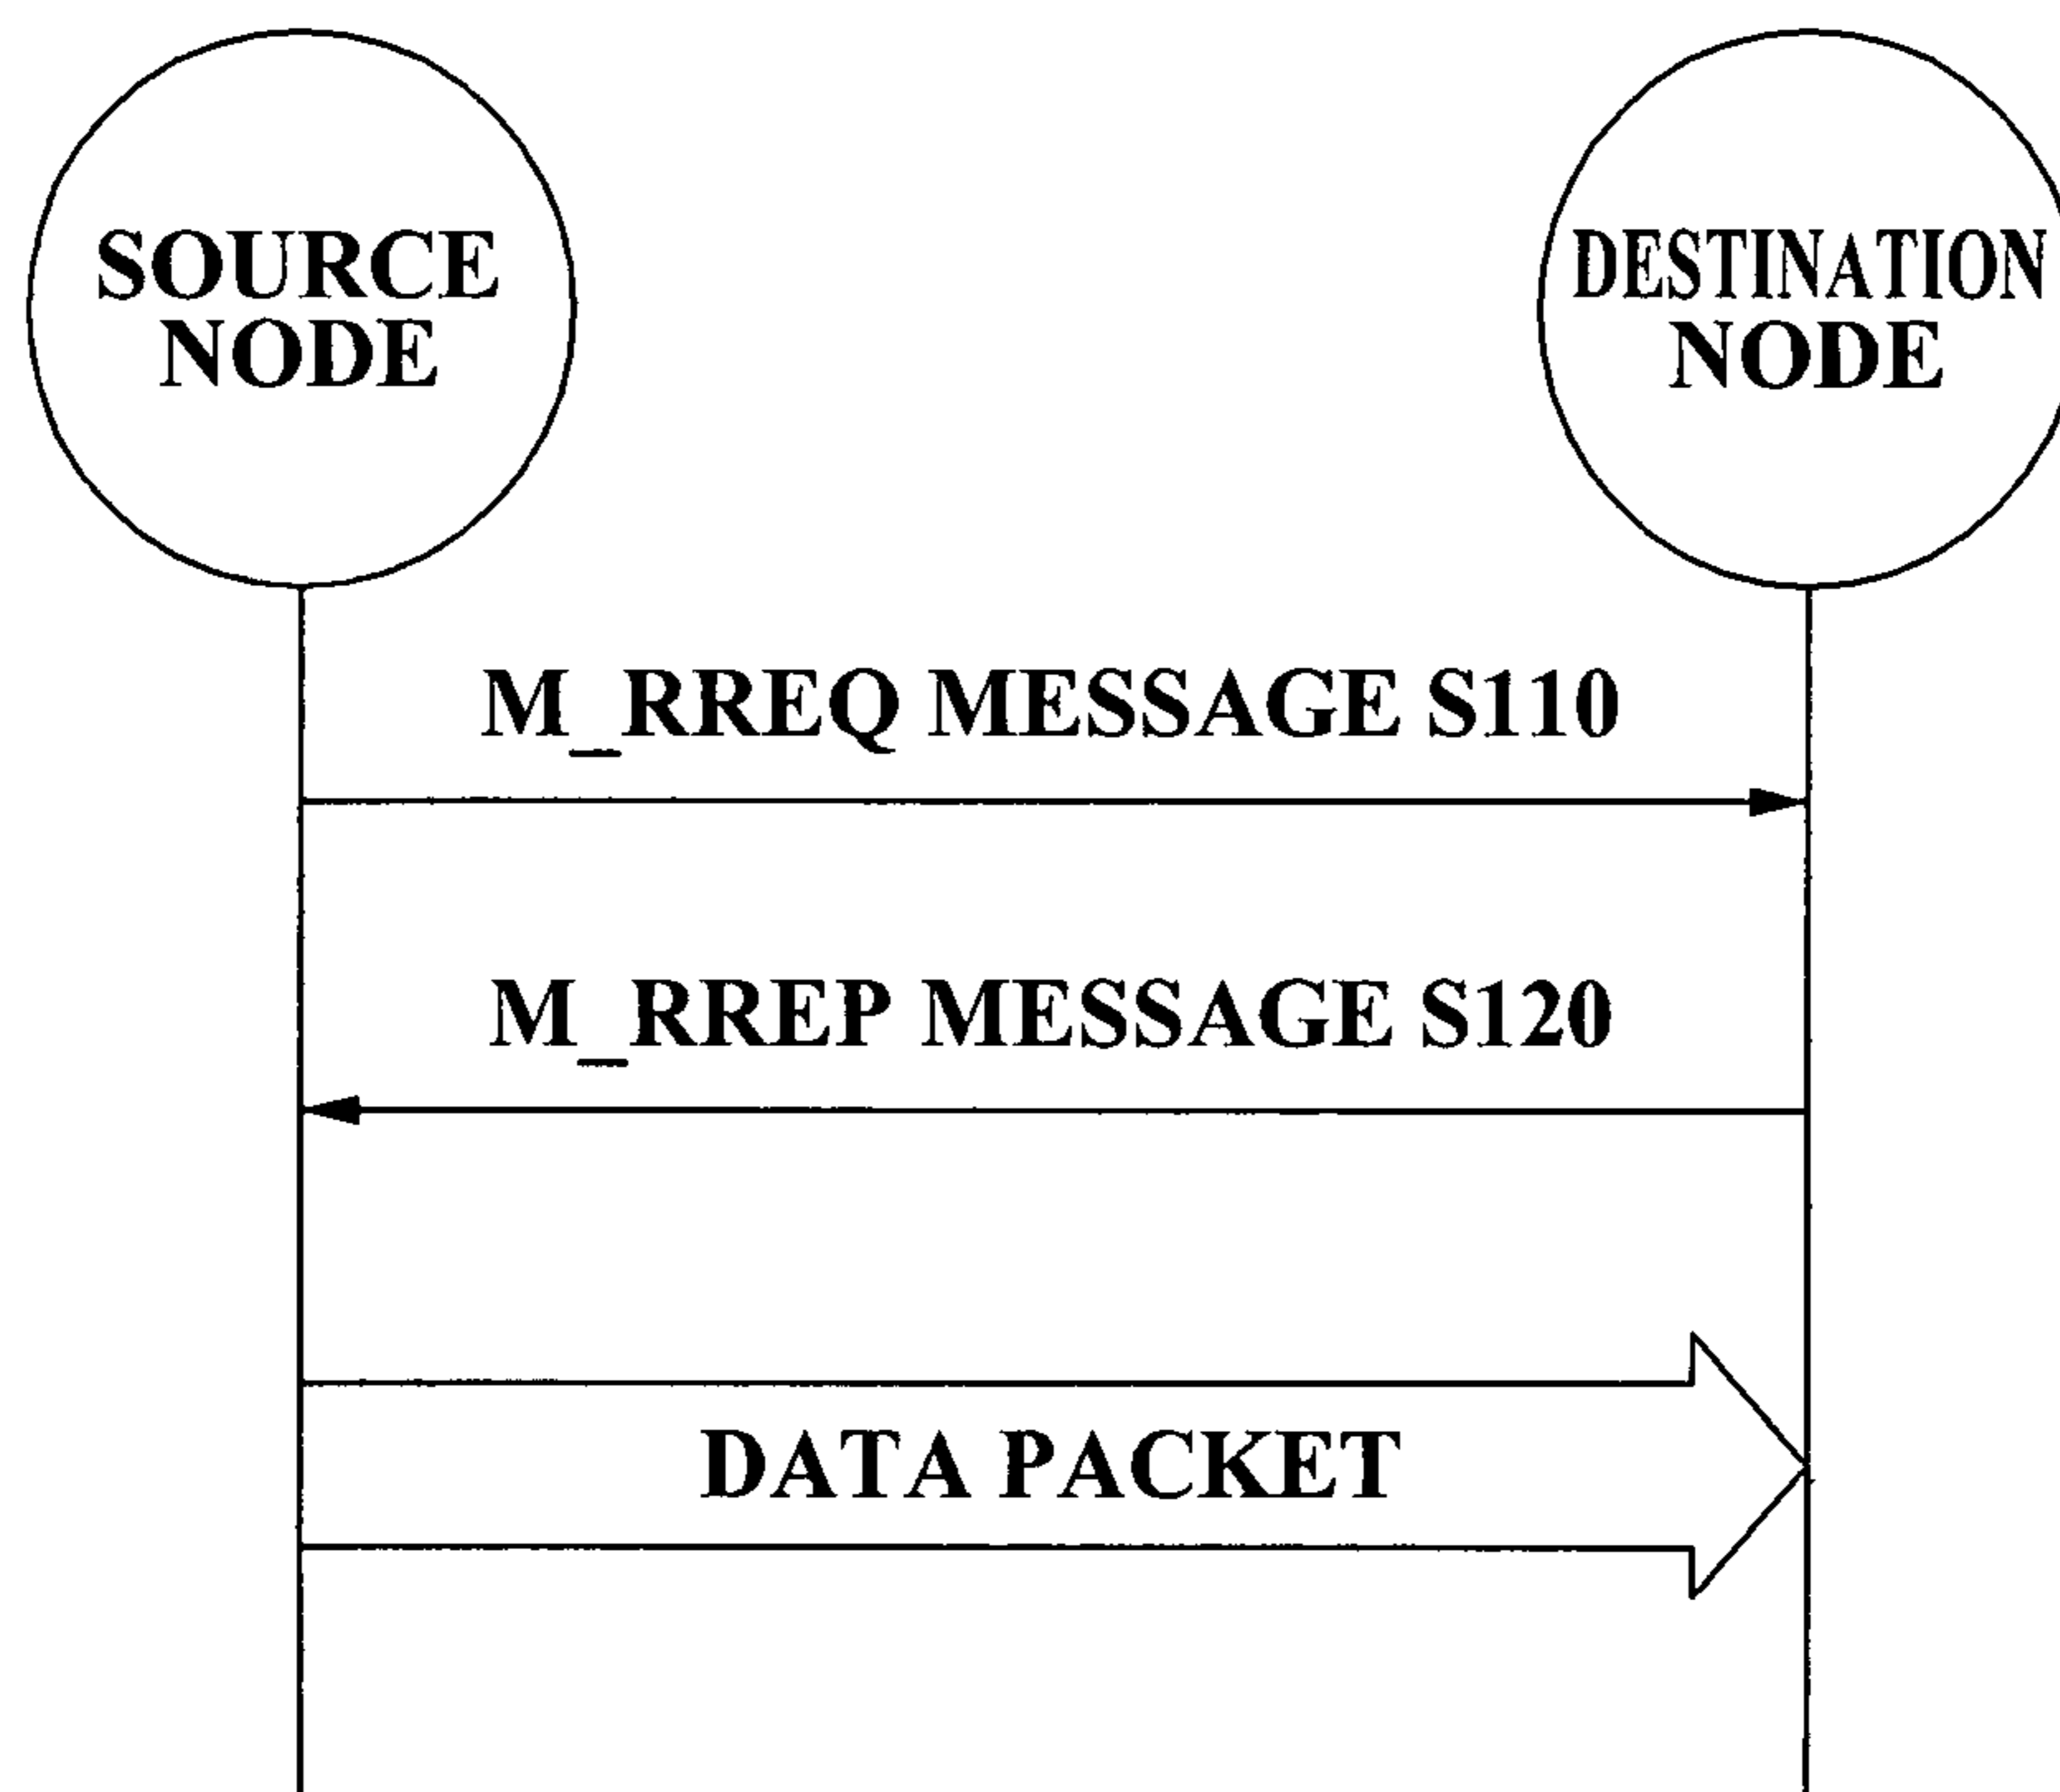 SOURCE
NODE
DESTINATION
NODE
M_RREQ MESSAGE S110
M_RREP MESSAGE S120
DATA PACKET